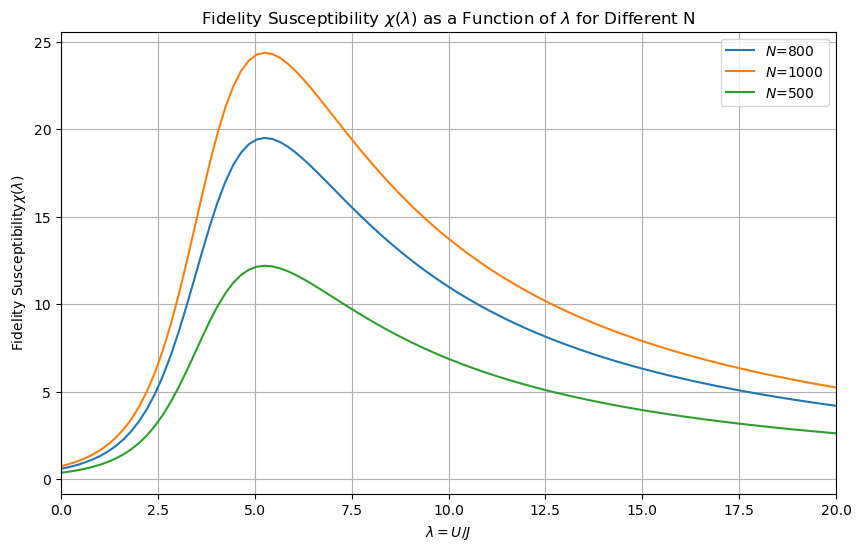 Fidelity Susceptibility χ(λ) as a Function of λ for Different N
N=800
N=1000
N=500
Fidelity Susceptibilityχ(λ)
25
20
15
10
5
0
0.0 2.5 5.0 7.5 10.0 12.5 15.0 17.5 20.0
λ = U/J